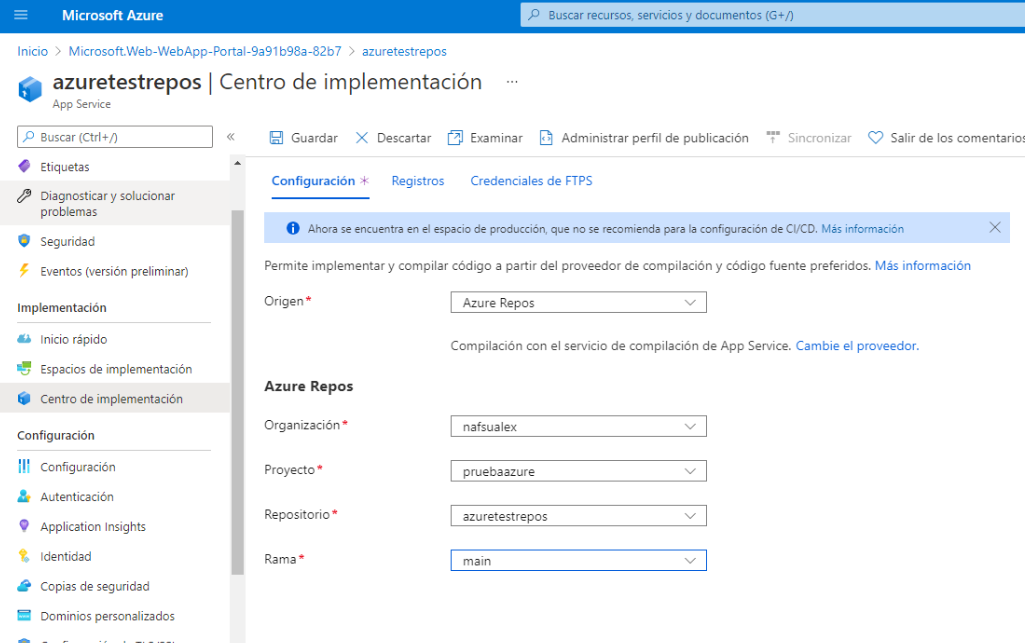 Microsoft Azure
Buscar recursos, servicios y documentos (G+/)
Inicio > Microsoft.Web-WebApp-Portal-9a91b98a-82b7 > azuretestrepos
azuretestrepos | Centro de implementación ...
App Service
Buscar (Ctrl+/)
«
Guardar
Descartar
Examinar
Administrar perfil de publicación
Sincronizar
Salir de los comentarios
Etiquetas
Diagnosticar y solucionar
problemas
Seguridad
Eventos (versión preliminar)
Implementación
Inicio rápido
Espacios de implementación
Centro de implementación
Configuración
Configuración
Autenticación
Application Insights
Identidad
Copias de seguridad
Dominios personalizados
Configuración *
Registros
Credenciales de FTPS
Ahora se encuentra en el espacio de producción, que no se recomienda para la configuración de CI/CD. Más información
Permite implementar y compilar código a partir del proveedor de compilación y código fuente preferidos. Más información
Origen*
Azure Repos
Compilación con el servicio de compilación de App Service. Cambie el proveedor.
Azure Repos
Organización*
nafsualex
Proyecto*
pruebaazure
Repositorio*
azuretestrepos
Rama*
main